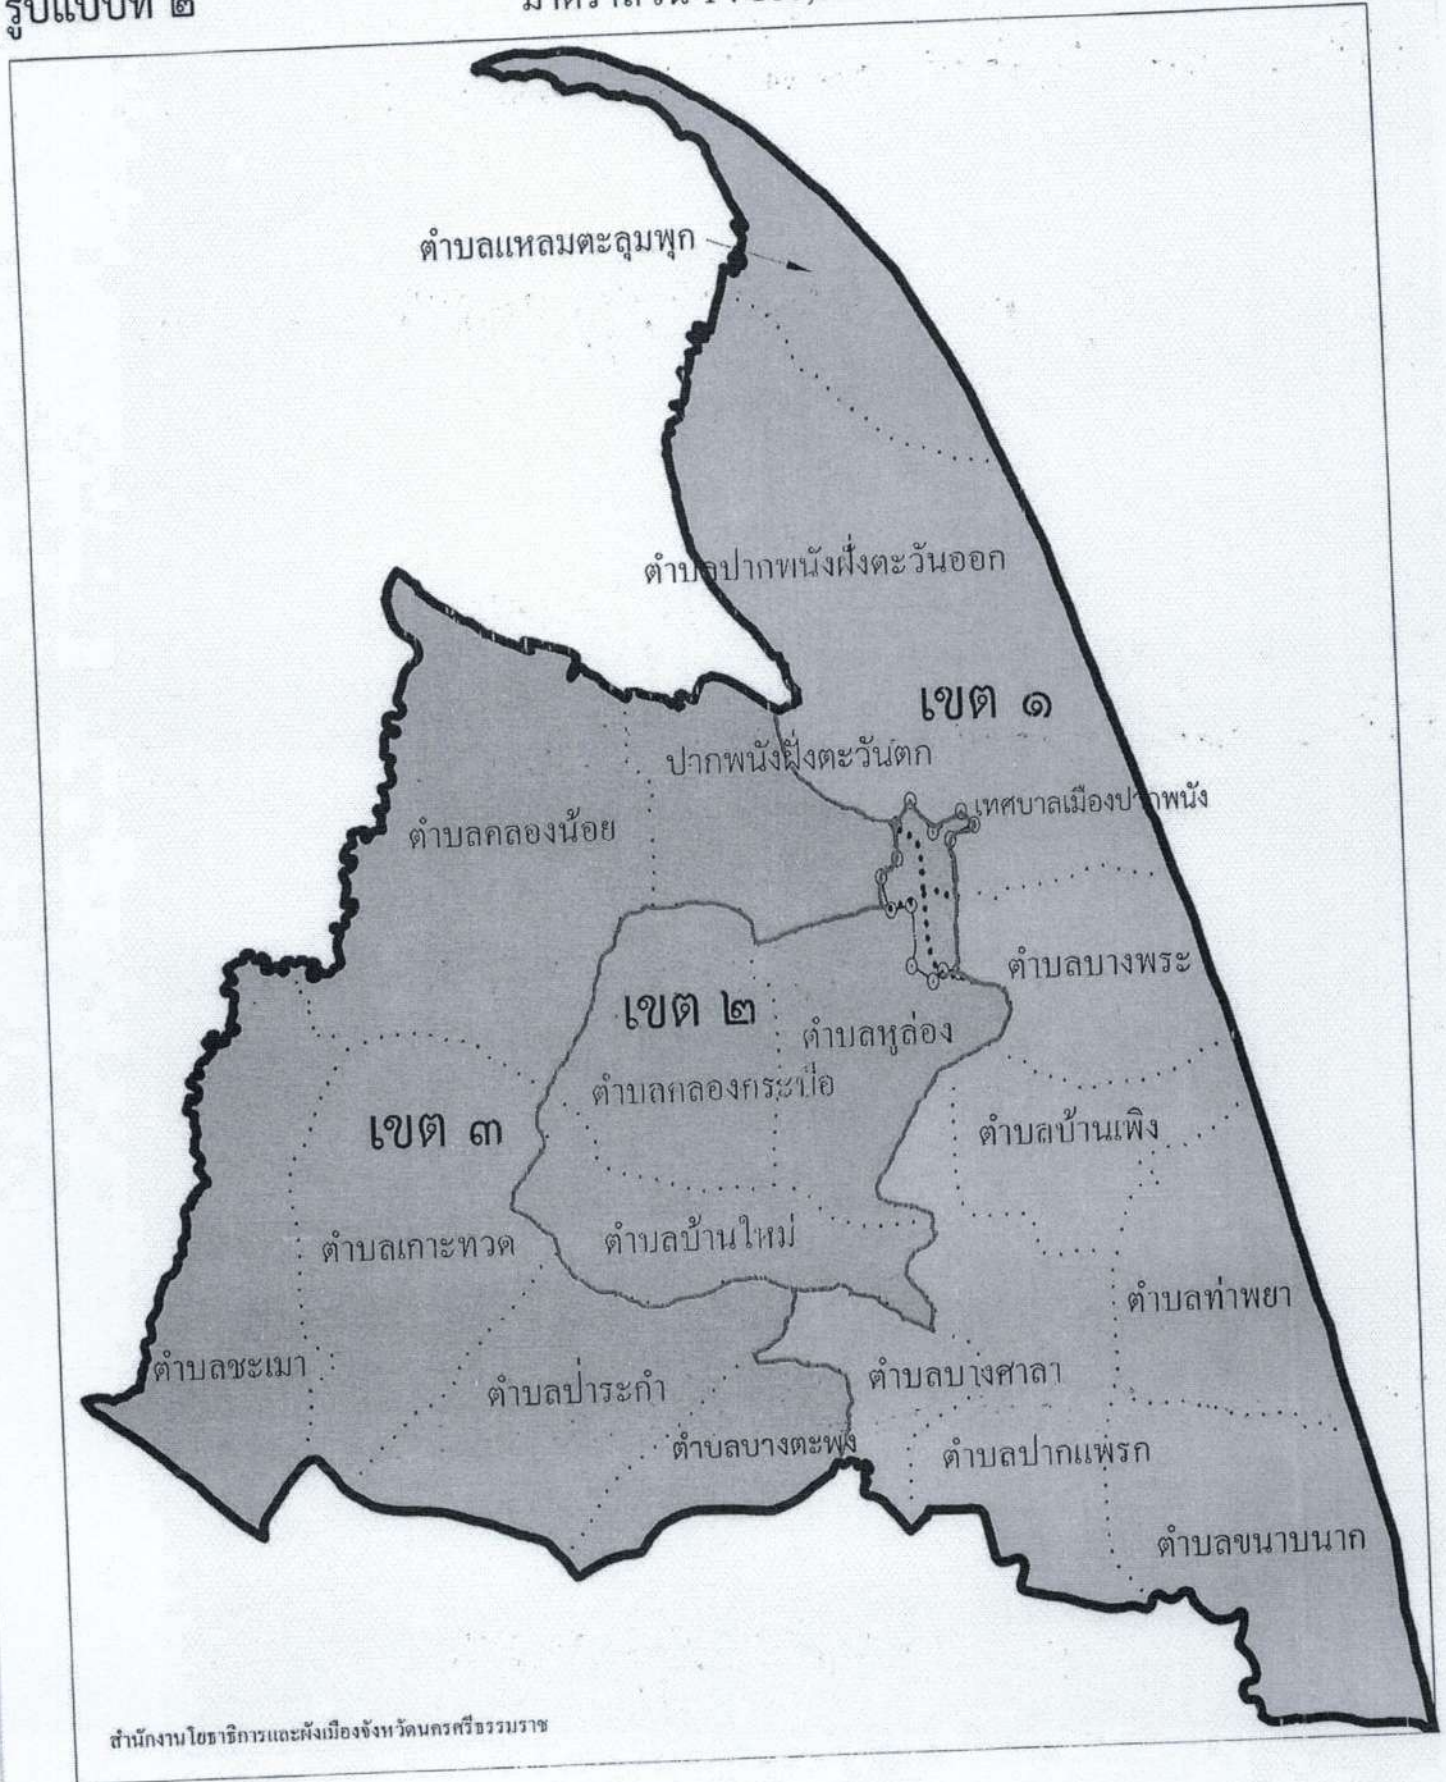 รูปแบบที่ ๒
ตำบลแหลมตะลุมพุก
ตำบลปากพนังฝั่งตะวันออก
เขต ๑
ปากพนังฝั่งตะวันตก
เทศบาลเมืองปากพนัง
ตำบลคลองน้อย
ตำบลบางพระ
เขต ๒
ตำบลหูล่อง
ตำบลคลองกระบือ
เขต ๓
ตำบลบ้านเพิง
ตำบลบ้านใหม่
ตำบลเกาะทวด
ตำบลท่าพยา
ตำบลชะเมา
ตำบลบางศาลา
ตำบลป่าระกำ
ตำบลบางตะพง
ตำบลปากแพรก
ตำบลขนาบนาก
สำนักงานโยธาธิการและผังเมืองจังหวัดนครศรีธรรมราช